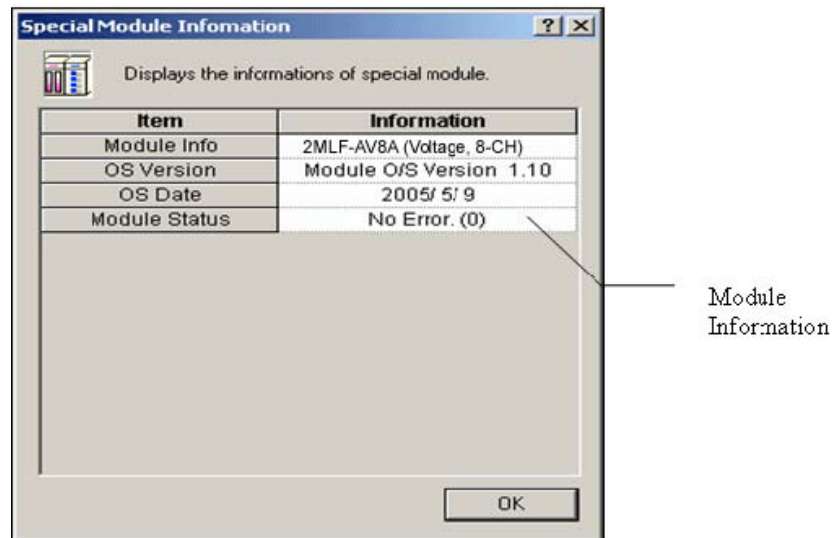 Special Module Infomation
Displays the informations of special module.
Item Information
Module Info 2MLF-AV8A (Voltage, 8-CH)
OS Version Module O/S Version 1.10
OS Date 2005/ 5/ 9
Module Status No Error. (0)
Module
Information
OK